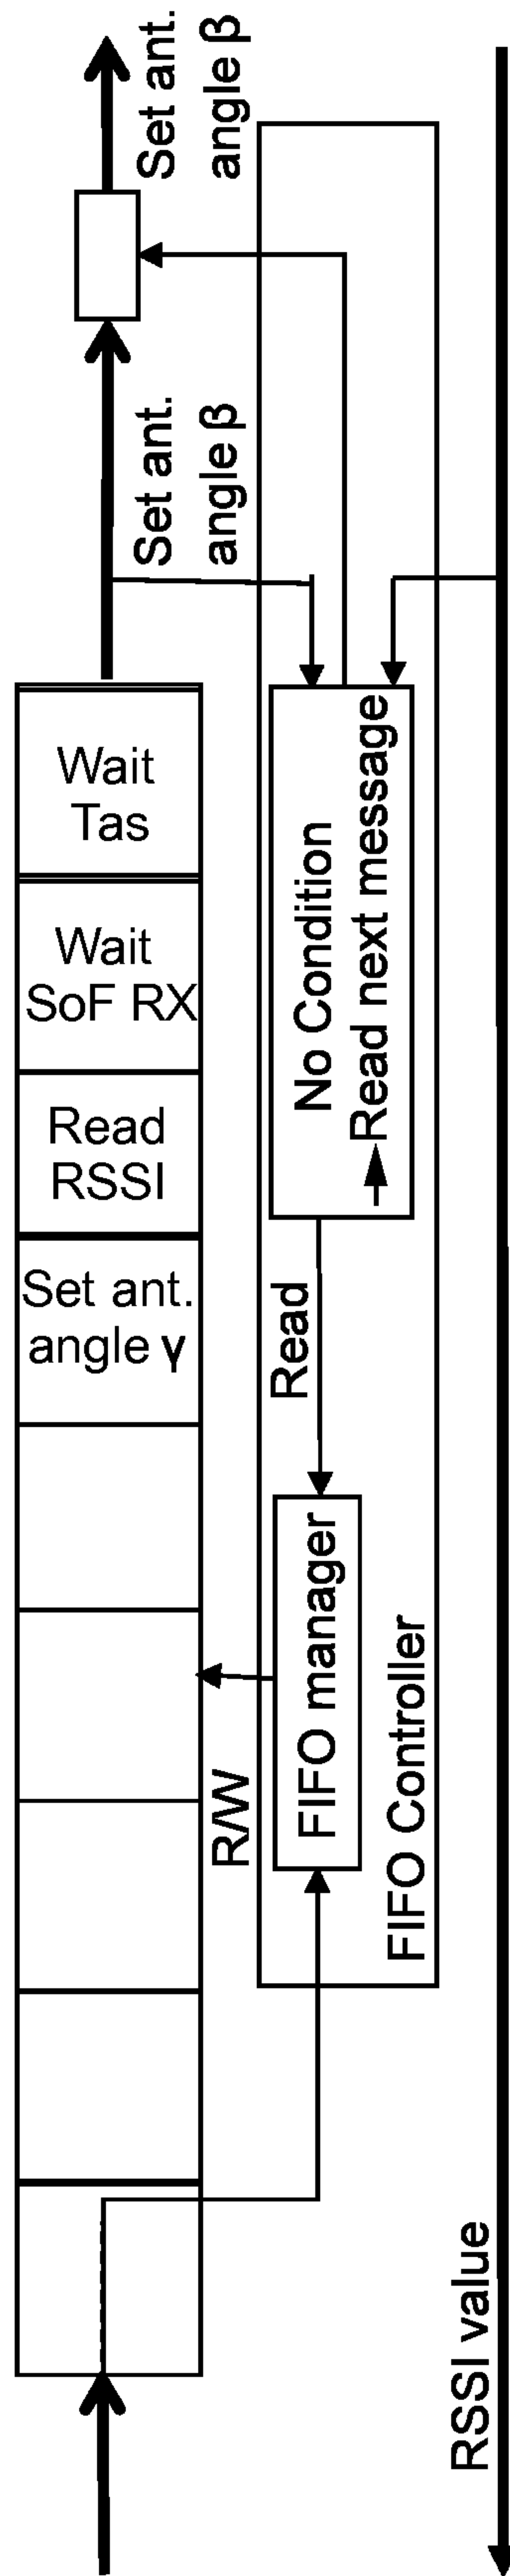 Set ant.
angle β
Set ant.
angle β
Wait
Tas
Wait
SoF RX
Read
RSSI
Set ant.
angle γ
No Condition
Read next message
Read
R/W
FIFO manager
FIFO Controller
RSSI value